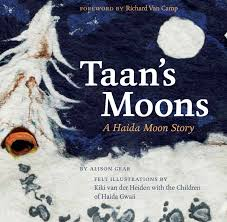 FOREWORD BY Richard Van Camp
Taan's
Moons
A Haida Moon Story
BY ALISON GEAR
FELT ILLUSTRATIONS BY
Kiki van der Heiden with the Children
of Haida Gwaii